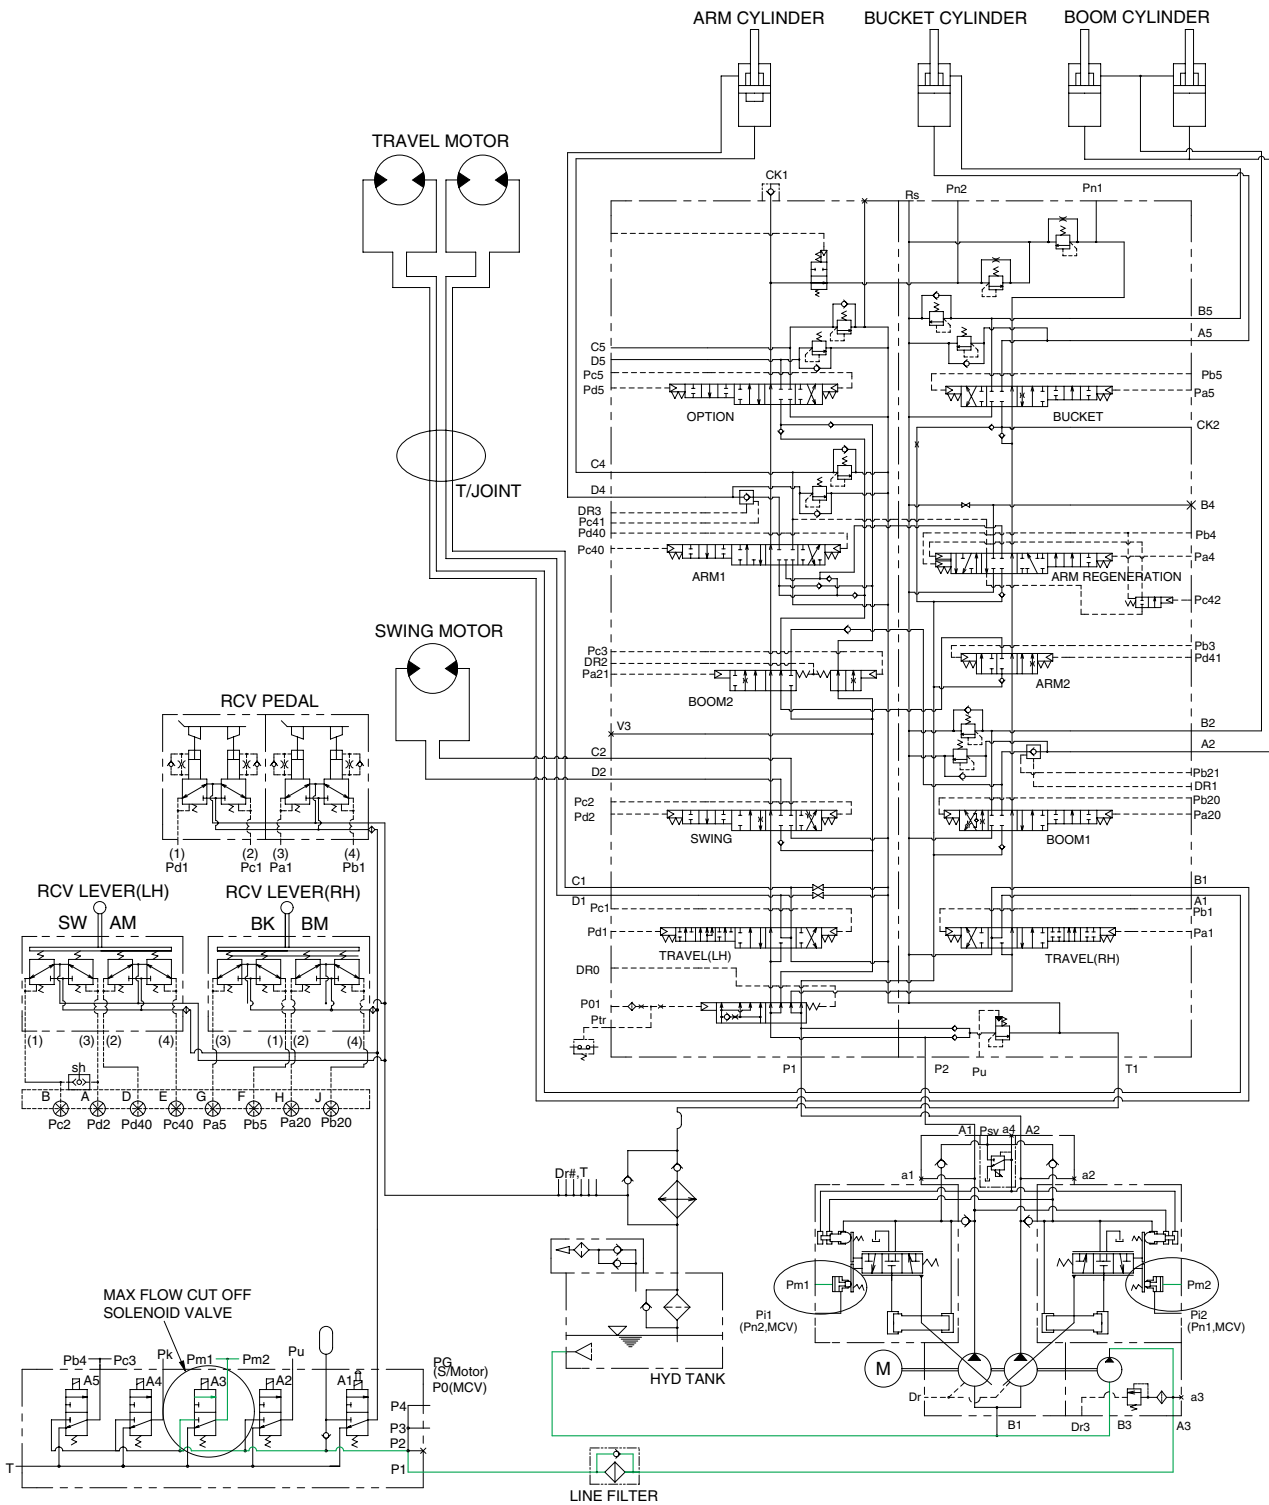 ARM CYLINDER BUCKET CYLINDER BOOM CYLINDER
TRAVEL MOTOR
CK1
Rs Pn2 Pn1
B5
A5
C5
D5
Pc5
Pd5
Pb5
Pa5
OPTION BUCKET
CK2
T/JOINT
C4
D4
DR3
Pc41
Pd40
Pc40
B4
Pb4
Pa4
ARM1 ARM REGENERATION
Pc42
SWING MOTOR
Pc3
DR2
Pa21
Pb3
Pd41
ARM2
BOOM2
RCV PEDAL
V3
C2
D2
B2
A2
Pb21
DR1
Pc2
Pd2
Pb20
Pa20
SWING BOOM1
(1) (2) (3) (4)
Pd1 Pc1 Pa1 Pb1
RCV LEVER(LH) RCV LEVER(RH)
SW AM BK BM
C1
D1
Pc1
Pd1
B1
A1
Pb1
Pa1
TRAVEL(LH) TRAVEL(RH)
DR0
P01
Ptr
(1) (3) (2) (4) (3) (1) (2) (4)
sh
P1 P2 Pu T1
B A D E G F H J
Pc2 Pd2 Pd40 Pc40 Pa5 Pb5 Pa20 Pb20
A1 Psv a4 A2
Dr#,T
a1 a2
Pm1 Pm2
Pi1
(Pn2,MCV)
Pi2
(Pn1,MCV)
MAX FLOW CUT OFF
SOLENOID VALVE
HYD TANK
M
Pb4 Pc3 Pk Pm1 Pm2 Pu
PG
(S/Motor)
P0(MCV)
A5 A4 A3 A2 A1
Dr
a3
B1 Dr3 B3 A3
P4
P3
P2
P1
T
LINE FILTER